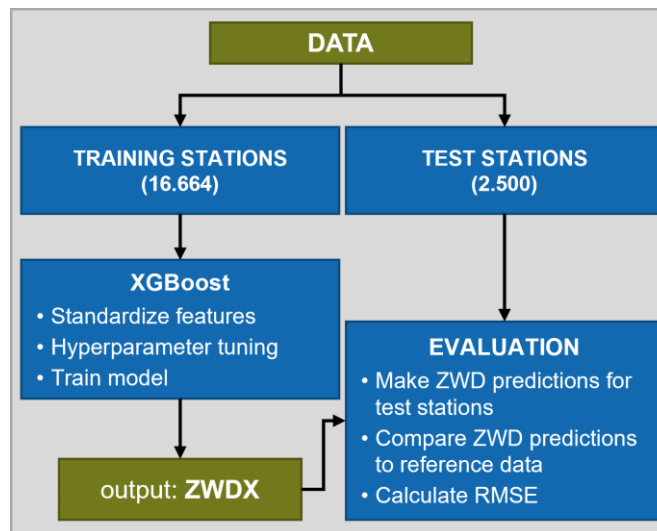 DATA
TRAINING STATIONS
(16.664)
TEST STATIONS
(2.500)
XGBoost
• Standardize features
• Hyperparameter tuning
• Train model
output: ZWDX
EVALUATION
• Make ZWD predictions for
test stations
• Compare ZWD predictions
to reference data
• Calculate RMSE